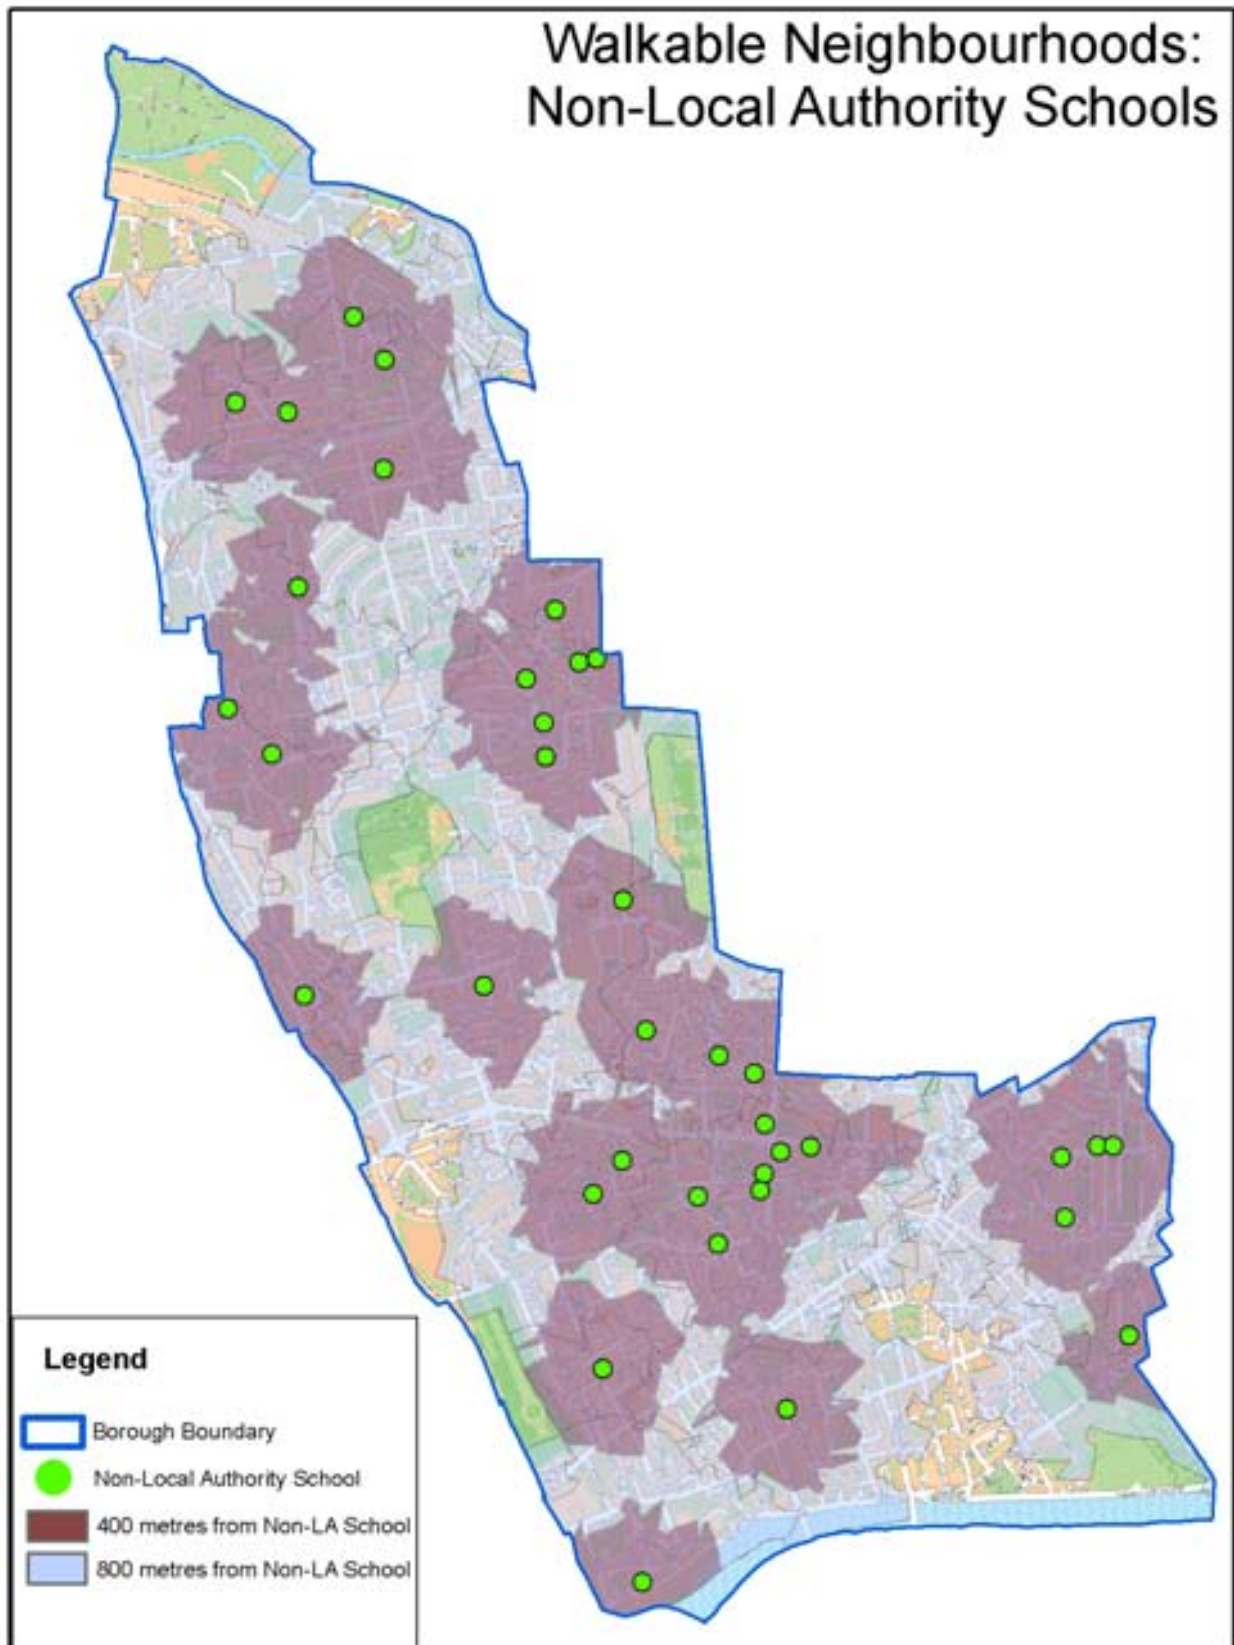 Walkable Neighbourhoods:
Non-Local Authority Schools
Legend
Borough Boundary
Non-Local Authority School
400 metres from Non-LA School
800 metres from Non-LA School